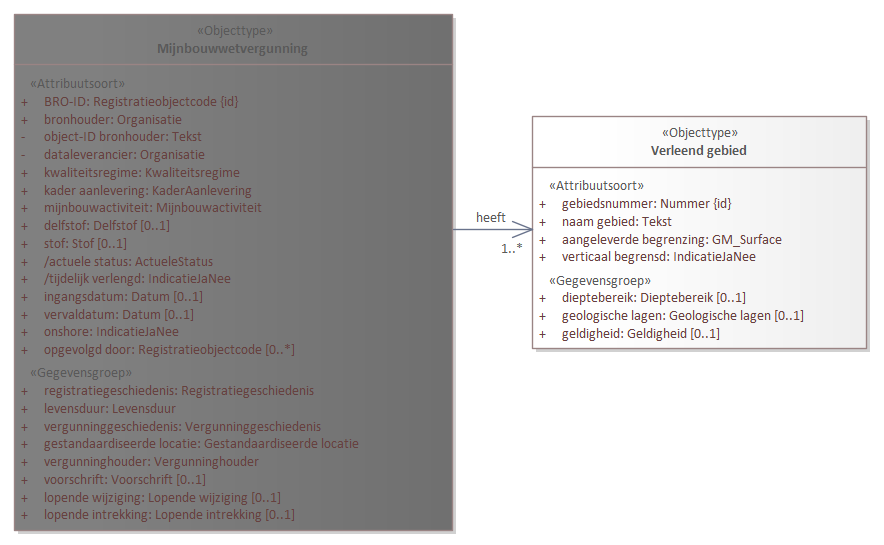 «Objecttype»
Mijnbouwwetvergunning
«Attribuutsoort»
+ BRO-ID: Registratieobjectcode {id}
+ bronhouder: Organisatie
- object-ID bronhouder: Tekst
- dataleverancier: Organisatie
+ kwaliteitsregime: Kwaliteitsregime
+ kader aanlevering: KaderAanlevering
+ mijnbouwactiviteit: Mijnbouwactiviteit
+ delfstof: Delfstof [0..1]
+ stof: Stof [0..1]
+ /actuele status: ActueleStatus
+ /tijdelijk verlengd: IndicatieJaNee
+ ingangsdatum: Datum [0..1]
+ vervaldatum: Datum [0..1]
+ onshore: IndicatieJaNee
+ opgevolgd door: Registratieobjectcode [0..*]
«Gegevensgroep»
+ registratiegeschiedenis: Registratiegeschiedenis
+ levensduur: Levensduur
+ vergunninggeschiedenis: Vergunninggeschiedenis
+ gestandaardiseerde locatie: Gestandaardiseerde locatie
+ vergunninghouder: Vergunninghouder
+ voorschrift: Voorschrift [0..1]
+ lopende wijziging: Lopende wijziging [0..1]
+ lopende intrekking: Lopende intrekking [0..1]
heeft
1..*
«Objecttype»
Verleend gebied
«Attribuutsoort»
+ gebiedsnummer: Nummer {id}
+ naam gebied: Tekst
+ aangeleverde begrenzing: GM_Surface
+ verticaal begrensd: IndicatieJaNee
«Gegevensgroep»
+ dieptebereik: Dieptebereik [0..1]
+ geologische lagen: Geologische lagen [0..1]
+ geldigheid: Geldigheid [0..1]